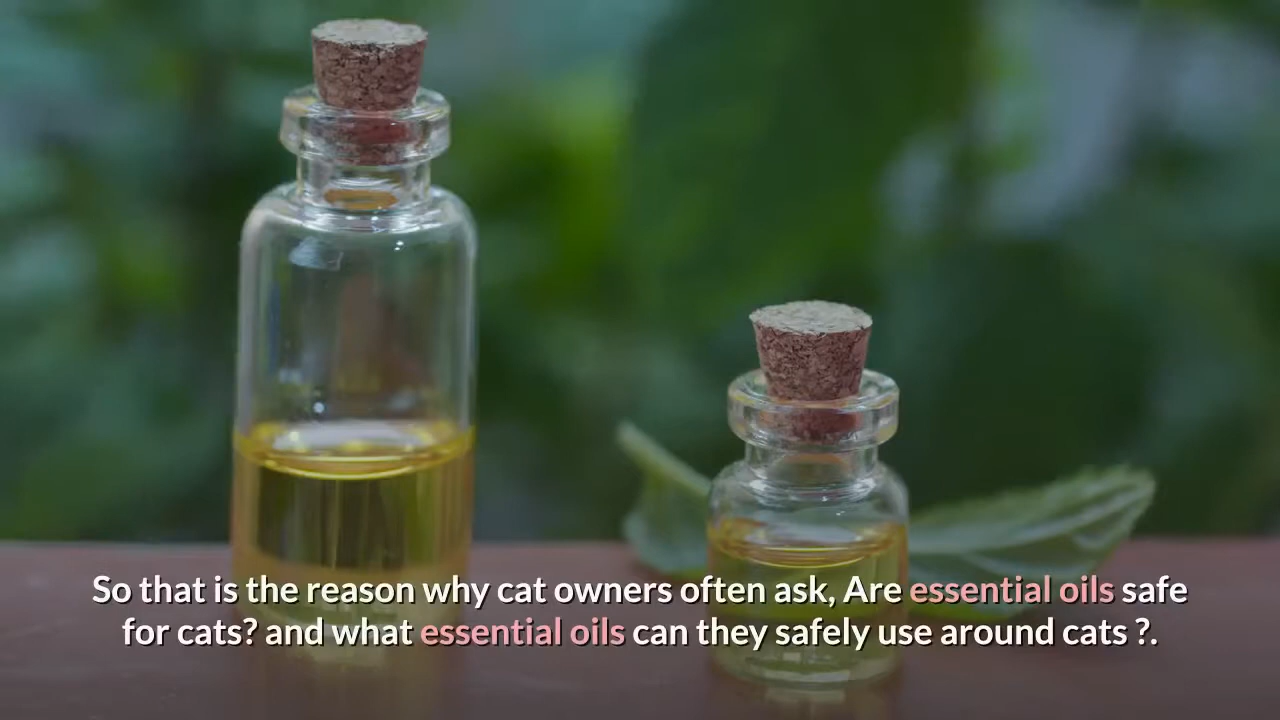 So that is the reason why cat owners often ask, Are essential oils safe
for cats? and what essential oils can they safely use around cats ?.